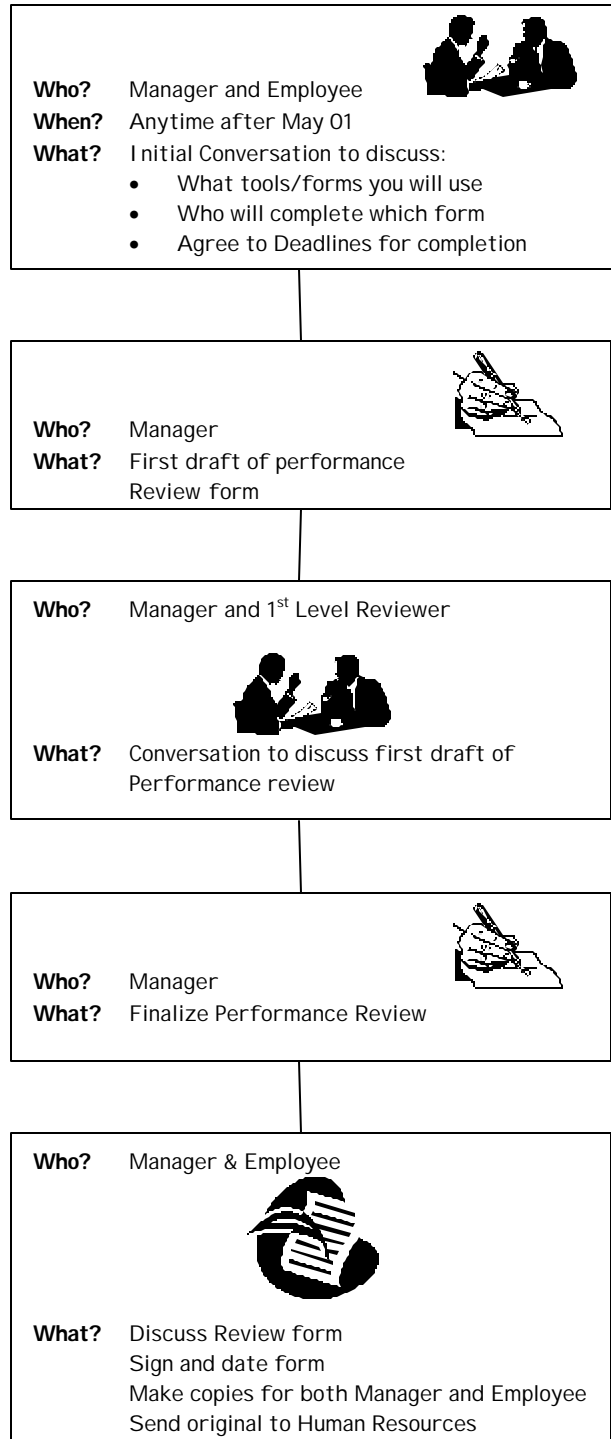 Who? Manager and Employee
When? Anytime after May 01
What? Initial Conversation to discuss:
• What tools/forms you will use
• Who will complete which form
• Agree to Deadlines for completion
Who? Manager
What? First draft of performance
Review form
Who? Manager and 1st Level Reviewer
What? Conversation to discuss first draft of
Performance review
Who? Manager
What? Finalize Performance Review
Who? Manager & Employee
What? Discuss Review form
Sign and date form
Make copies for both Manager and Employee
Send original to Human Resources